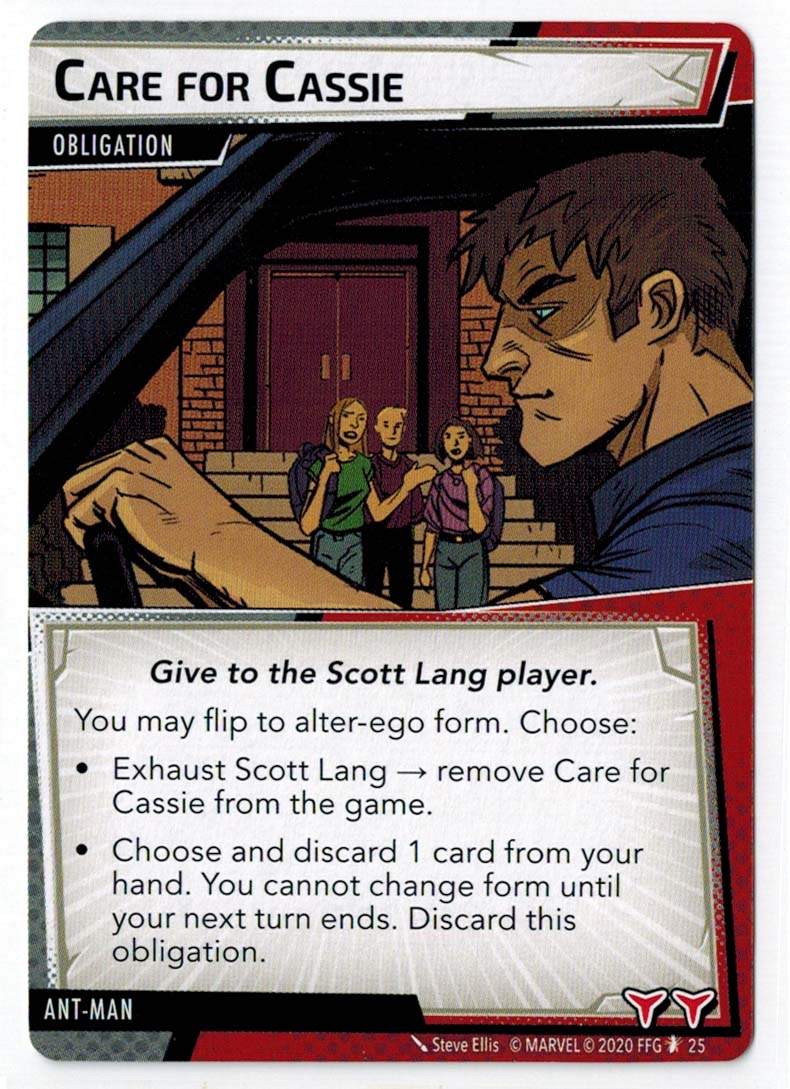 CARE FOR CASSIE
OBLIGATION
Give to the Scott Lang player.
You may flip to alter-ego form. Choose:
• Exhaust Scott Lang → remove Care for
Cassie from the game.
• Choose and discard 1 card from your
hand. You cannot change form until
your next turn ends. Discard this
obligation.
ANT-MAN
Steve Ellis © MARVEL © 2020 FFG 25